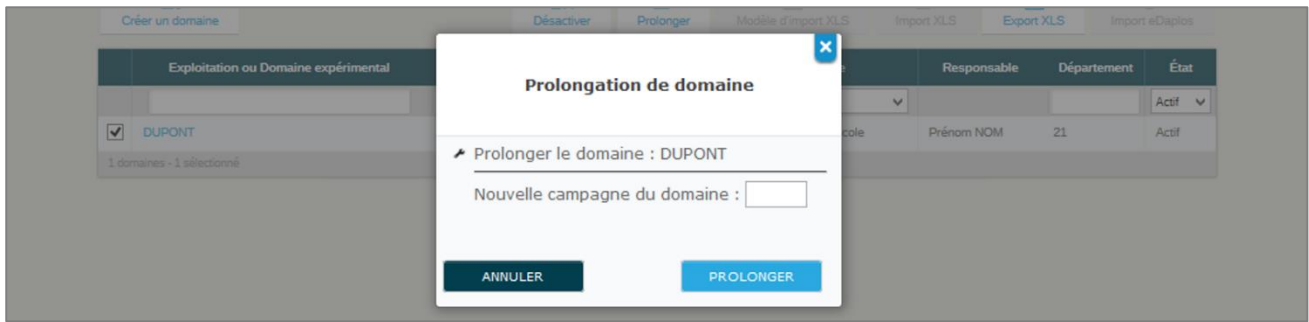 Créer un domaine Désactiver Prolonger Modèle d'import XLS Import XLS Export XLS Import eDaplos
Exploitation ou Domaine expérimental Responsable Département État
Prolongation de domaine
Actif
DUPONT cole Prénom NOM 21 Actif
1 domaines - 1 sélectionné
Prolonger le domaine : DUPONT
Nouvelle campagne du domaine :
ANNULER PROLONGER